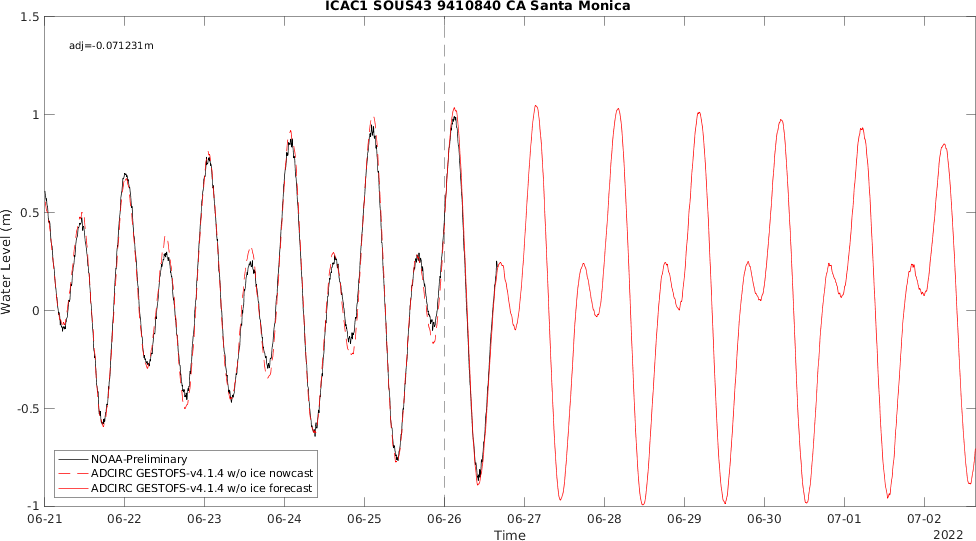 ICAC1 SOUS43 9410840 CA Santa Monica
adj=-0.071231m
1.5
1
0.5
0
-0.5
-1
Water Level (m)
NOAA-Preliminary
ADCIRC GESTOFS-v4.1.4 w/o ice nowcast
ADCIRC GESTOFS-v4.1.4 w/o ice forecast
06-21 06-22 06-23 06-24 06-25 06-26 06-27 06-28 06-29 06-30 07-01 07-02
Time
2022